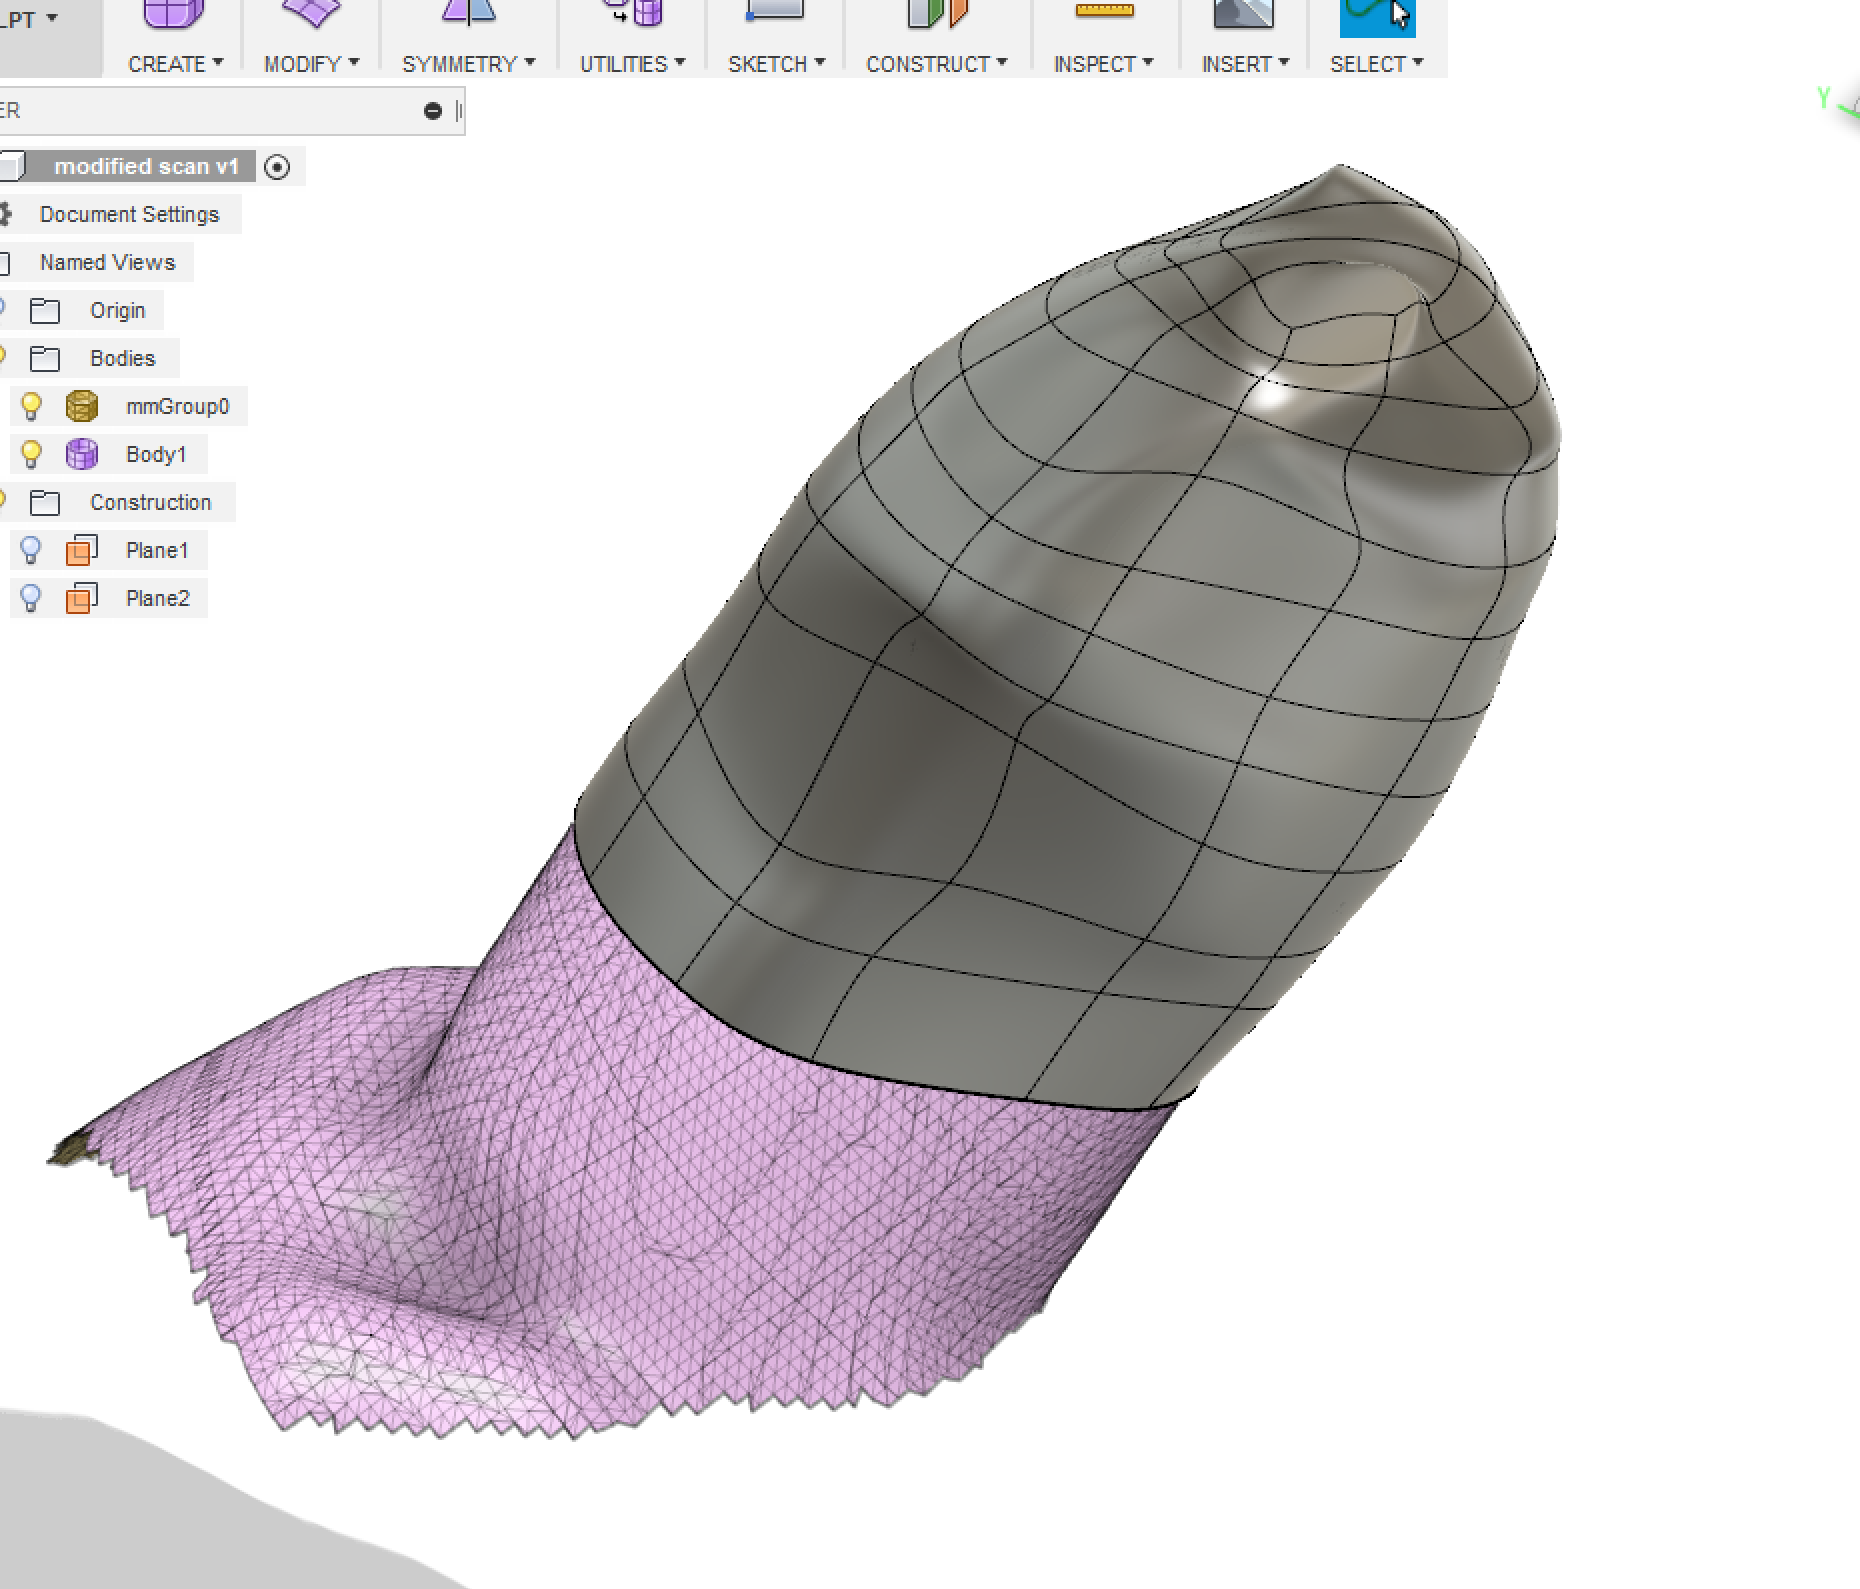 LPT
CREATE MODIFY SYMMETRY UTILITIES SKETCH CONSTRUCT INSPECT INSERT SELECT
ER
Y
modified scan v1
Document Settings
Named Views
Origin
Bodies
mmGroup0
Body1
Construction
Plane1
Plane2